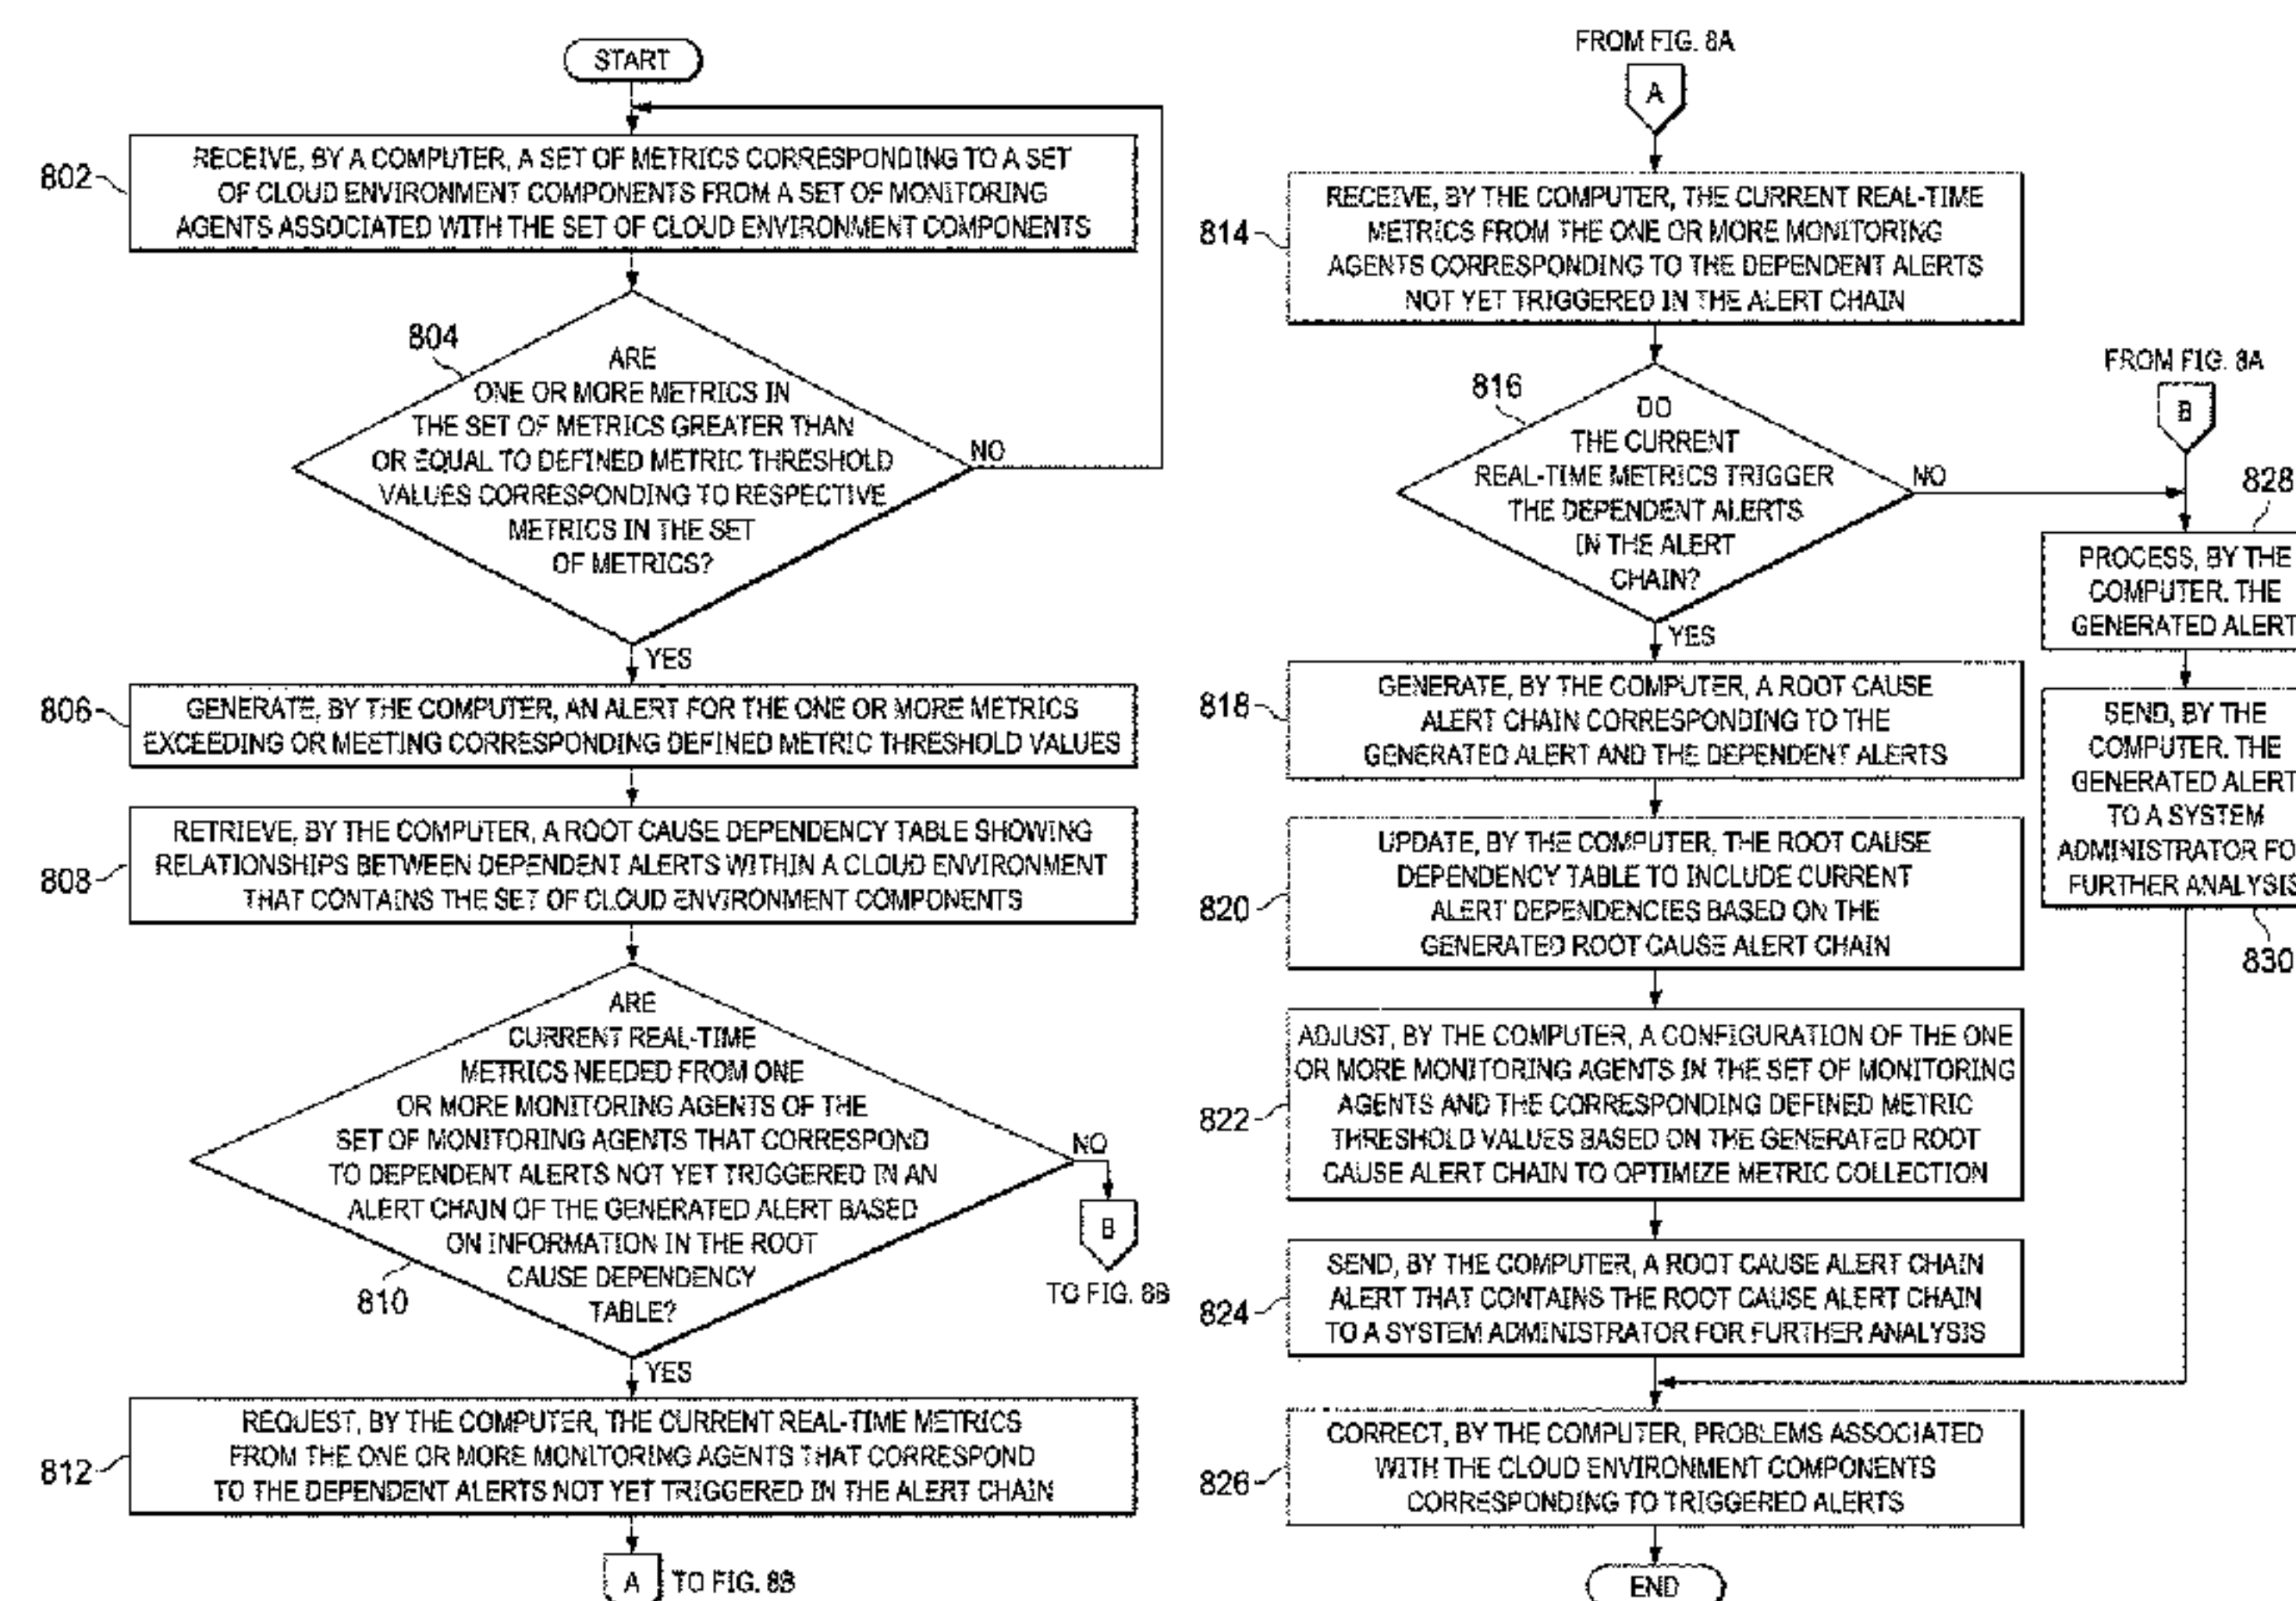 START
802
RECEIVE, BY A COMPUTER, A SET OF METRICS CORRESPONDING TO A SET
OF CLOUD ENVIRONMENT COMPONENTS FROM A SET OF MONITORING
AGENTS ASSOCIATED WITH THE SET OF CLOUD ENVIRONMENT COMPONENTS
804
ARE
ONE OR MORE METRICS IN
THE SET OF METRICS GREATER THAN
OR EQUAL TO DEFINED METRIC THRESHOLD
VALUES CORRESPONDING TO RESPECTIVE
METRICS IN THE SET
OF METRICS?
NO
YES
806
GENERATE, BY THE COMPUTER, AN ALERT FOR THE ONE OR MORE METRICS
EXCEEDING OR MEETING CORRESPONDING DEFINED METRIC THRESHOLD VALUES
808
RETRIEVE, BY THE COMPUTER, A ROOT CAUSE DEPENDENCY TABLE SHOWING
RELATIONSHIPS BETWEEN DEPENDENT ALERTS WITHIN A CLOUD ENVIRONMENT
THAT CONTAINS THE SET OF CLOUD ENVIRONMENT COMPONENTS
ARE
CURRENT REAL-TIME
METRICS NEEDED FROM ONE
OR MORE MONITORING AGENTS OF THE
SET OF MONITORING AGENTS THAT CORRESPOND
TO DEPENDENT ALERTS NOT YET TRIGGERED IN AN
ALERT CHAIN OF THE GENERATED ALERT BASED
ON INFORMATION IN THE ROOT
CAUSE DEPENDENCY
TABLE?
810
NO
B
TO FIG. 8B
YES
812
REQUEST, BY THE COMPUTER, THE CURRENT REAL-TIME METRICS
FROM THE ONE OR MORE MONITORING AGENTS THAT CORRESPOND
TO THE DEPENDENT ALERTS NOT YET TRIGGERED IN THE ALERT CHAIN
A
TO FIG. 8B
FROM FIG. 8A
A
814
RECEIVE, BY THE COMPUTER, THE CURRENT REAL-TIME
METRICS FROM THE ONE OR MORE MONITORING
AGENTS CORRESPONDING TO THE DEPENDENT ALERTS
NOT YET TRIGGERED IN THE ALERT CHAIN
816
DO
THE CURRENT
REAL-TIME METRICS TRIGGER
THE DEPENDENT ALERTS
IN THE ALERT
CHAIN?
NO
YES
818
GENERATE, BY THE COMPUTER, A ROOT CAUSE
ALERT CHAIN CORRESPONDING TO THE
GENERATED ALERT AND THE DEPENDENT ALERTS
820
UPDATE, BY THE COMPUTER, THE ROOT CAUSE
DEPENDENCY TABLE TO INCLUDE CURRENT
ALERT DEPENDENCIES BASED ON THE
GENERATED ROOT CAUSE ALERT CHAIN
822
ADJUST, BY THE COMPUTER, A CONFIGURATION OF THE ONE
OR MORE MONITORING AGENTS IN THE SET OF MONITORING
AGENTS AND THE CORRESPONDING DEFINED METRIC
THRESHOLD VALUES BASED ON THE GENERATED ROOT
CAUSE ALERT CHAIN TO OPTIMIZE METRIC COLLECTION
824
SEND, BY THE COMPUTER, A ROOT CAUSE ALERT CHAIN
ALERT THAT CONTAINS THE ROOT CAUSE ALERT CHAIN
TO A SYSTEM ADMINISTRATOR FOR FURTHER ANALYSIS
826
CORRECT, BY THE COMPUTER, PROBLEMS ASSOCIATED
WITH THE CLOUD ENVIRONMENT COMPONENTS
CORRESPONDING TO TRIGGERED ALERTS
END
FROM FIG. 8A
B
828
PROCESS, BY THE
COMPUTER, THE
GENERATED ALERT
SEND, BY THE
COMPUTER, THE
GENERATED ALERT
TO A SYSTEM
ADMINISTRATOR FO
FURTHER ANALYSIS
830